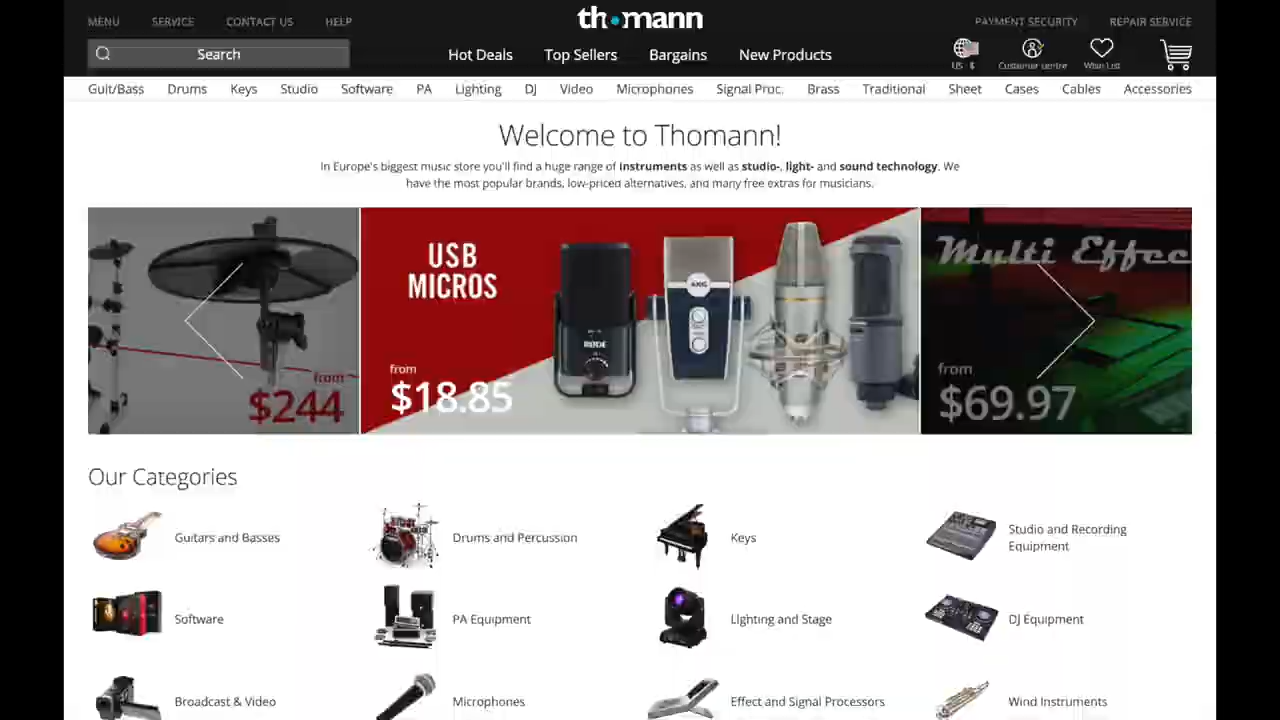 MENU SERVICE CONTACT US HELP
th•mann
PAYMENT SECURITY REPAIR SERVICE
Search
Hot Deals Top Sellers Bargains New Products
US $ Customer centre Wish List
Guit/Bass Drums Keys Studio Software PA Lighting DJ Video Microphones Signal Proc. Brass Traditional Sheet Cases Cables Accessories
Welcome to Thomann!
In Europe's biggest music store you'll find a huge range of instruments as well as studio-, light- and sound technology. We
have the most popular brands, low-priced alternatives, and many free extras for musicians.
from
$244
USB
MICROS
from
$18.85
RODE
AKG
Multi Effec
from
$69.97
Our Categories
Guitars and Basses
Drums and Percussion
Keys
Studio and Recording
Equipment
Software
PA Equipment
Lighting and Stage
DJ Equipment
Broadcast & Video
Microphones
Effect and Signal Processors
Wind Instruments